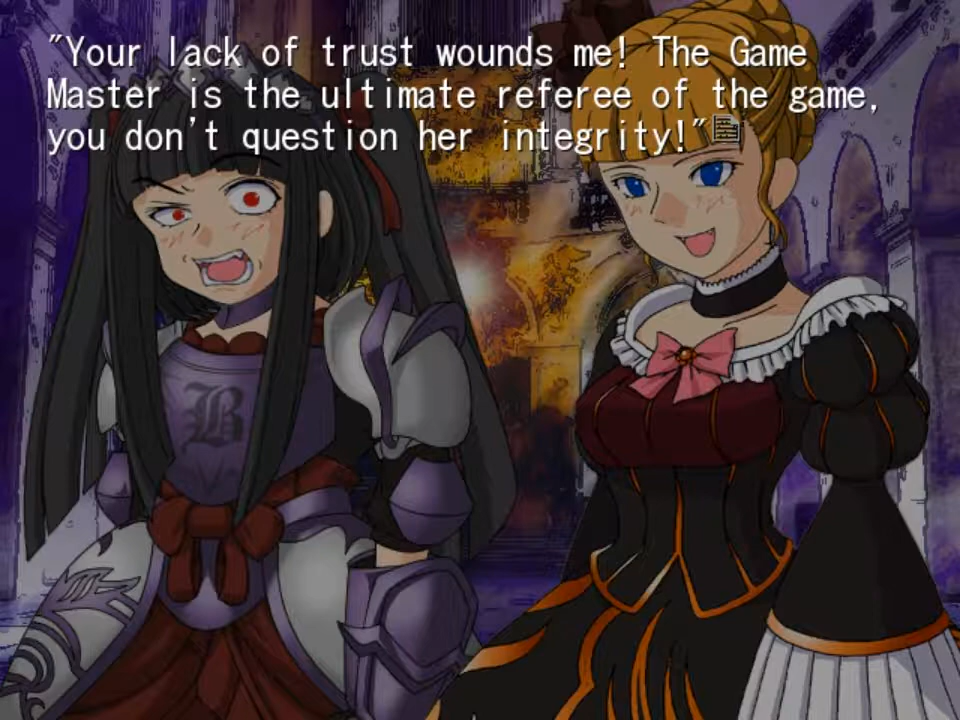 "Your lack of trust wounds me! The Game
Master is the ultimate referee of the game,
you don't question her integrity!"
B